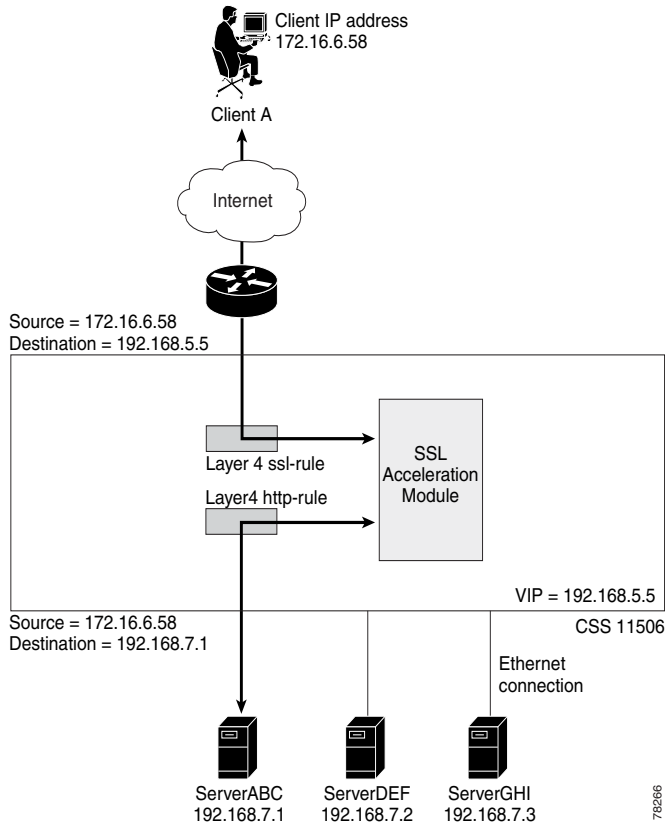 Client IP address
172.16.6.58
Client A
Internet
Source = 172.16.6.58
Destination = 192.168.5.5
Layer 4 ssl-rule
SSL
Acceleration
Module
Layer4 http-rule
VIP = 192.168.5.5
Source = 172.16.6.58
Destination = 192.168.7.1
CSS 11506
Ethernet
connection
ServerABC
192.168.7.1
ServerDEF
192.168.7.2
ServerGHI
192.168.7.3
78266